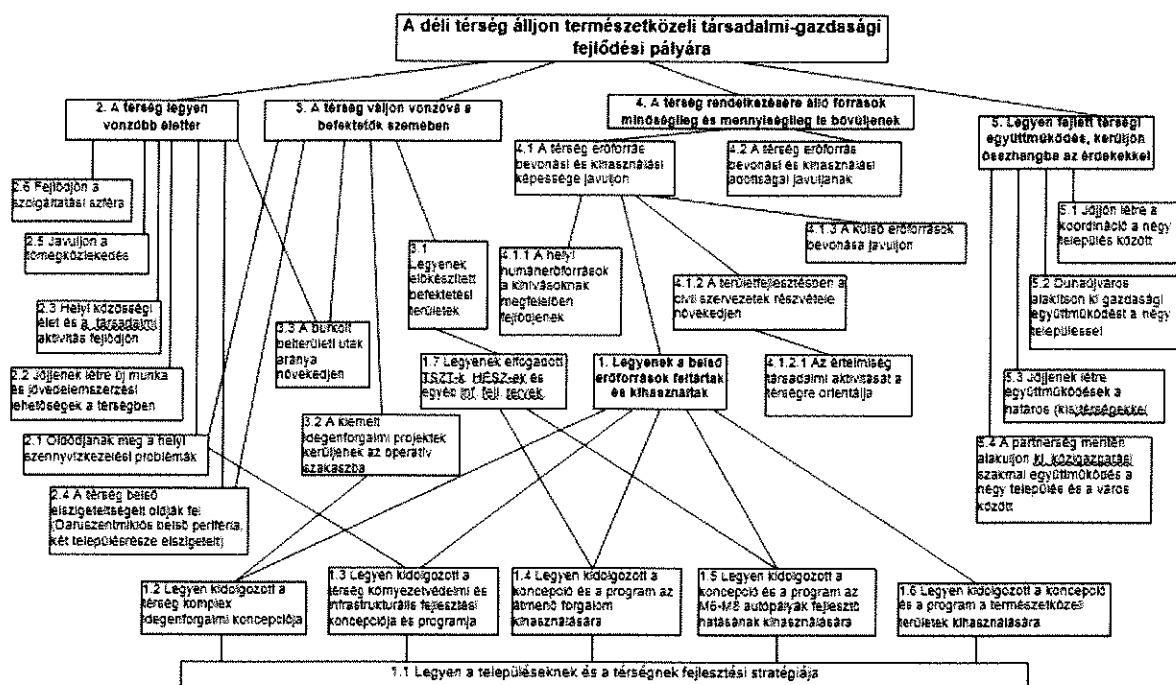 A déli térség álljon természetközeli társadalmi-gazdasági
fejlődési pályára
2. A térség legyen
vonzóbb élettér
3. A térség váljon vonzóvá a
befektetők szemében
4. A térség rendelkezésére álló források
minőségileg és mennyiségileg is bővüljenek
5. Legyen fejlett térségi
együttműködés, kerüljön
összhangba az érdekekkel
4.1 A térség erőforrás
bevonási és kihasználási
képessége javuljon
4.2 A térség erőforrás
bevonási és kihasználási
adottságai javuljanak
2.6 Fejlődjön a
szolgáltatási szféra
2.5 Javuljon a
tömegközlekedés
2.3 Helyi közösségi
élet és a társadalmi
aktivitás fejlődjön
2.2 Jöjjenek létre új munka
és jövedelemszerzési
lehetőségek a térségben
2.1 Oldódjanak meg a helyi
szennyvízkezelési problémák
2.4 A térség belső
elszigeteltségét oldják fel
(Daruszentmiklós belső periféria,
két településrésze elszigetelt)
3.1
Legyenek
előkészített
befektetési
területek
3.3 A burkolt
belterületi utak
aránya
növekedjen
3.2 A kiemelt
idegenforgalmi projektek
kerüljenek az operatív
szakaszba
4.1.1 A helyi
humánerőforrások
a kihívásoknak
megfelelően
fejlődjenek
4.1.3 A külső erőforrások
bevonása javuljon
4.1.2 A területfejlesztésben a
civil szervezetek részvétele
növekedjen
4.1.2.1 Az értelmiség
társadalmi aktivitását a
térségre orientálja
1.7 Legyenek elfogadott
TSZT-k, HÉSZ-ek és
egyéb inf. fejl. tervek
1. Legyenek a belső
erőforrások feltártak
és kihasználtak
5.1 Jöjjön létre a
koordináció a négy
település között
5.2 Dunaújváros
alakítson ki gazdasági
együttműködést a négy
településsel
5.3 Jöjjenek létre
együttműködések a
határos (kis)térségekkel
5.4 A partnerség mentén
alakuljon ki közigazgatási
szakmai együttműködés a
négy település és a város
között
1.2 Legyen kidolgozott a
térség komplex
idegenforgalmi koncepciója
1.3 Legyen kidolgozott a
térség környezetvédelmi és
infrastrukturális fejlesztési
koncepciója és programja
1.4 Legyen kidolgozott a
koncepció és a program az
átmenő forgalom
kihasználására
1.5 Legyen kidolgozott a
koncepció és a program az
M6-M8 autópályák fejlesztő
hatásának kihasználására
1.6 Legyen kidolgozott a koncepció
és a program a természetközeli
területek kihasználására
1.1 Legyen a településeknek és a térségnek fejlesztési stratégiája